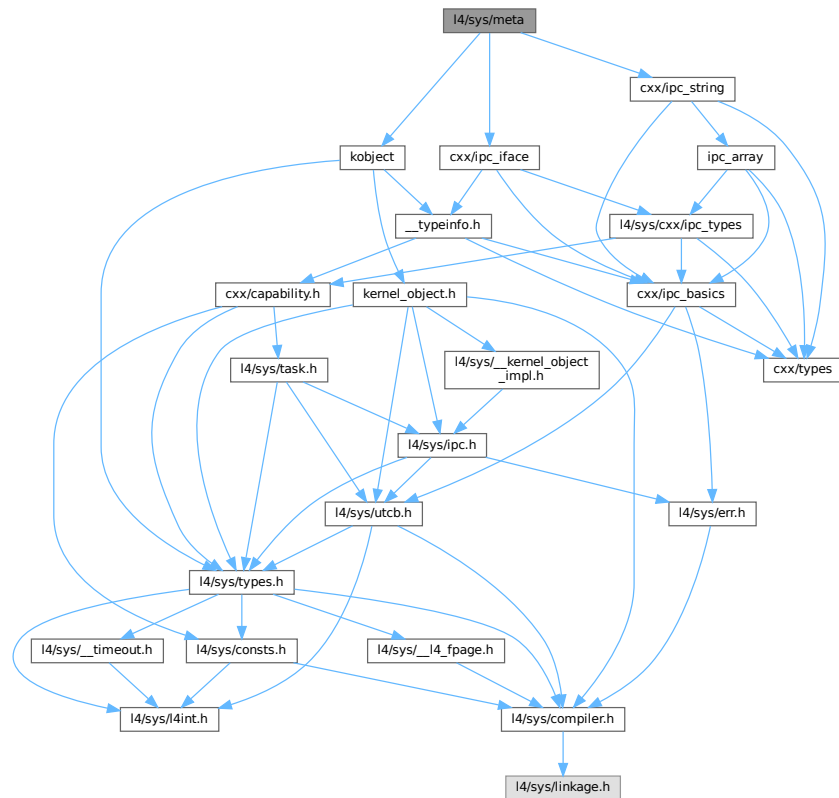 l4/sys/meta
cxx/ipc_string
kobject
cxx/ipc_iface
ipc_array
__typeinfo.h
l4/sys/cxx/ipc_types
cxx/capability.h
kernel_object.h
cxx/ipc_basics
l4/sys/task.h
l4/sys/__kernel_object
_impl.h
cxx/types
l4/sys/ipc.h
l4/sys/utcb.h
l4/sys/err.h
l4/sys/types.h
l4/sys/__timeout.h
l4/sys/consts.h
l4/sys/__l4_fpage.h
l4/sys/l4int.h
l4/sys/compiler.h
l4/sys/linkage.h